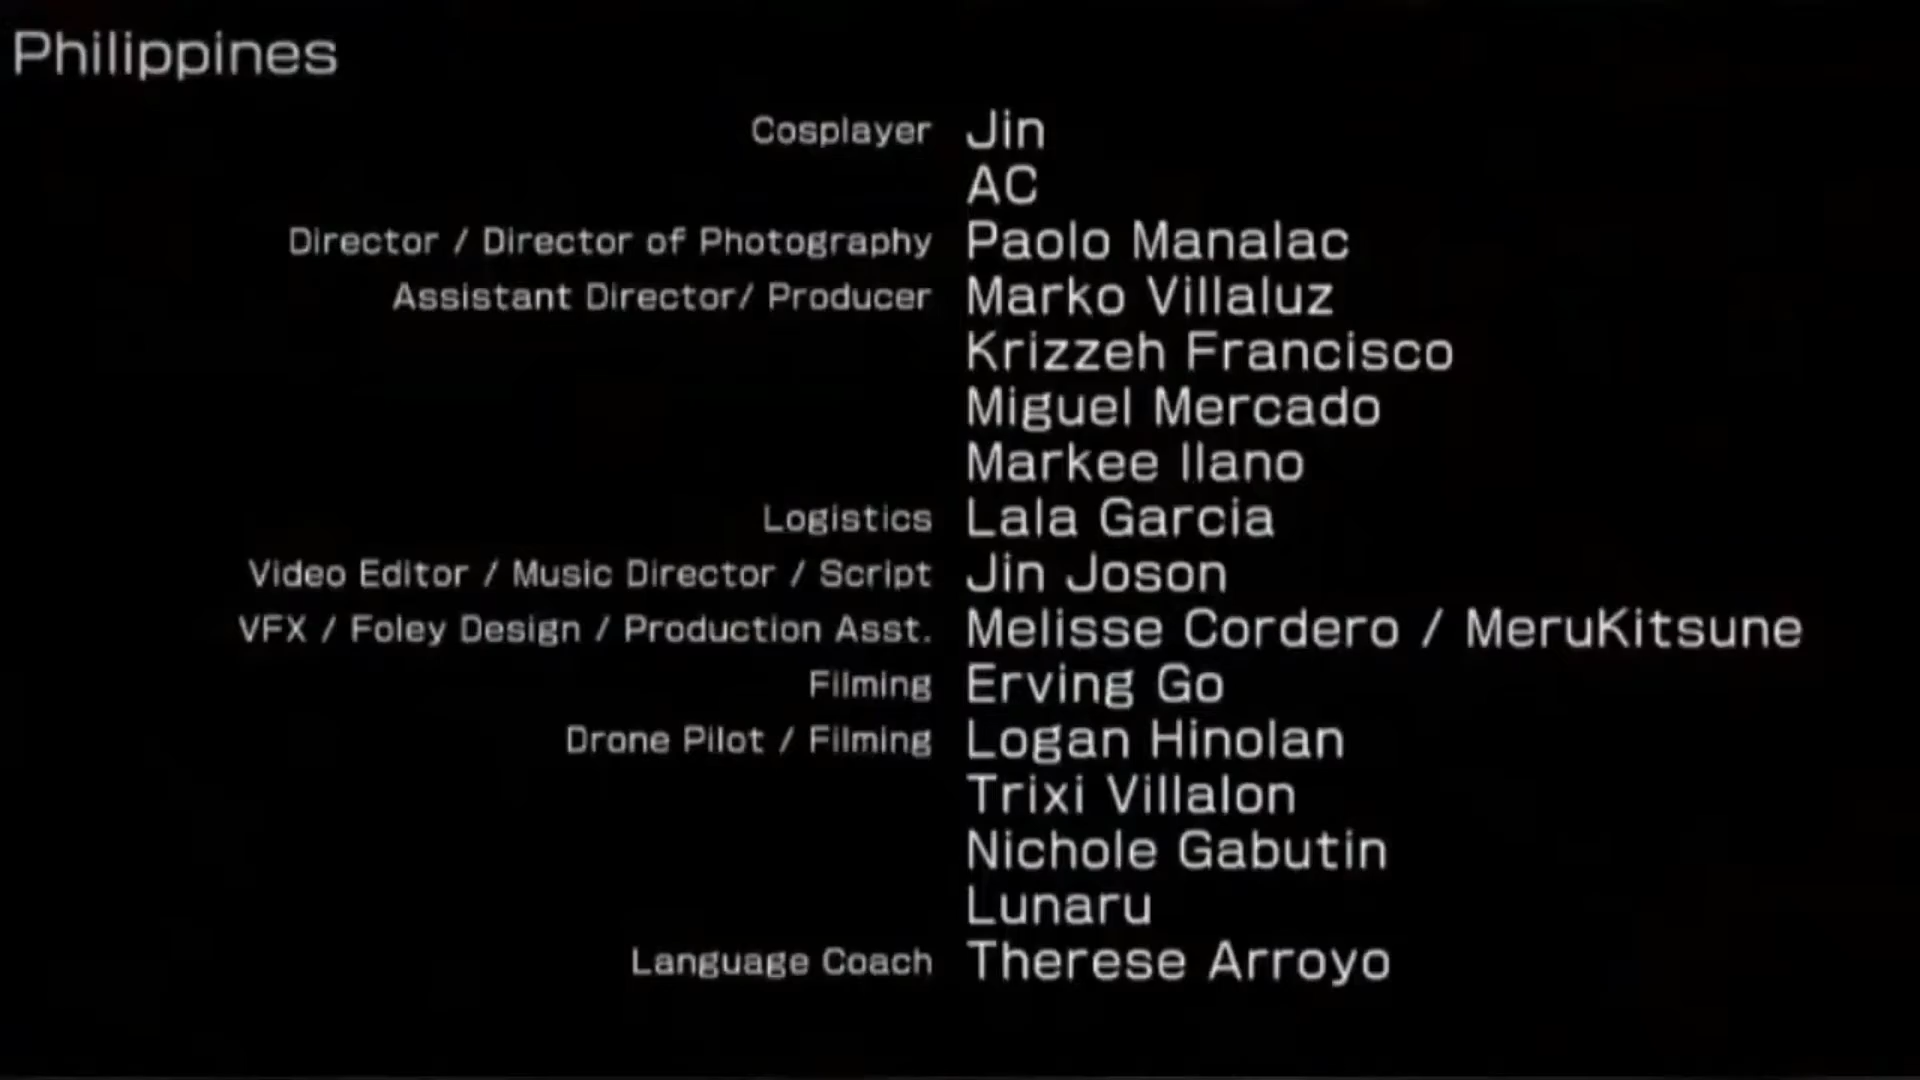 Philippines
Cosplayer Jin
AC
Director / Director of Photography Paolo Manalac
Assistant Director/ Producer Marko Villaluz
Krizzeh Francisco
Miguel Mercado
Markee Ilano
Logistics Lala Garcia
Video Editor / Music Director / Script Jin Joson
VFX / Foley Design / Production Asst. Melisse Cordero / MeruKitsune
Filming Erving Go
Drone Pilot / Filming Logan Hinolan
Trixi Villalon
Nichole Gabutin
Lunaru
Language Coach Therese Arroyo